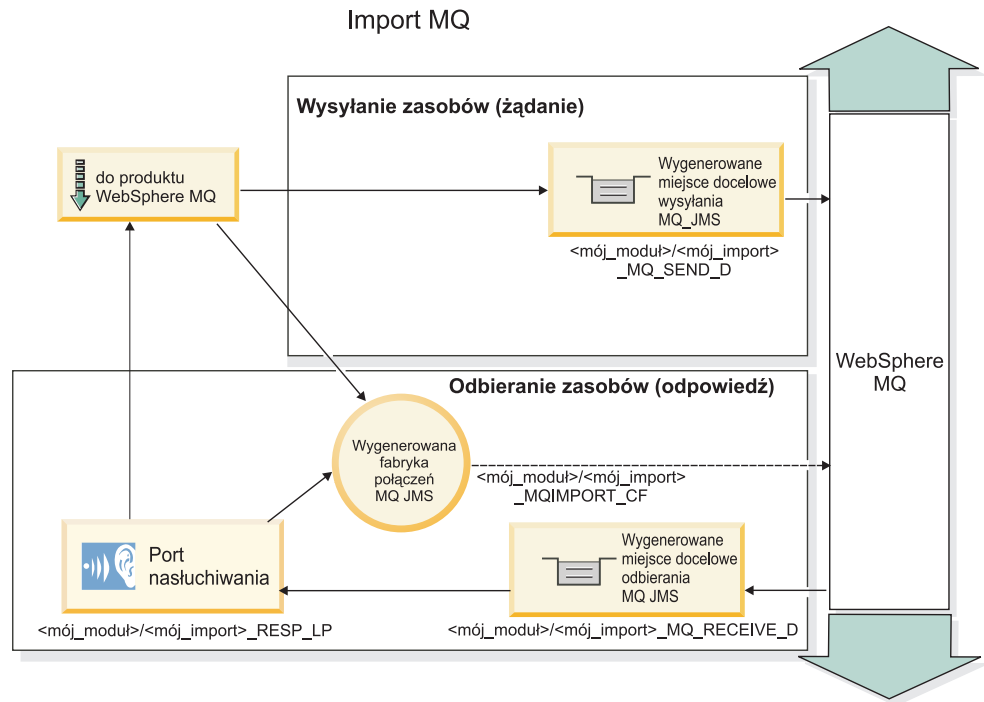 Import MQ
Wysyłanie zasobów (żądanie)
do produktu
WebSphere MQ
Wygenerowane
miejsce docelowe
wysyłania
MQ_JMS
<mój_moduł>/<mój_import>
_MQ_SEND_D
WebSphere
MQ
Odbieranie zasobów (odpowiedź)
Wygenerowana
fabryka
połączeń
MQ JMS
<mój_moduł>/<mój_import>
_MQIMPORT_CF
Port
nasłuchiwania
<mój_moduł>/<mój_import>_RESP_LP
Wygenerowane
miejsce docelowe
odbierania
MQ JMS
<mój_moduł>/<mój_import>_MQ_RECEIVE_D